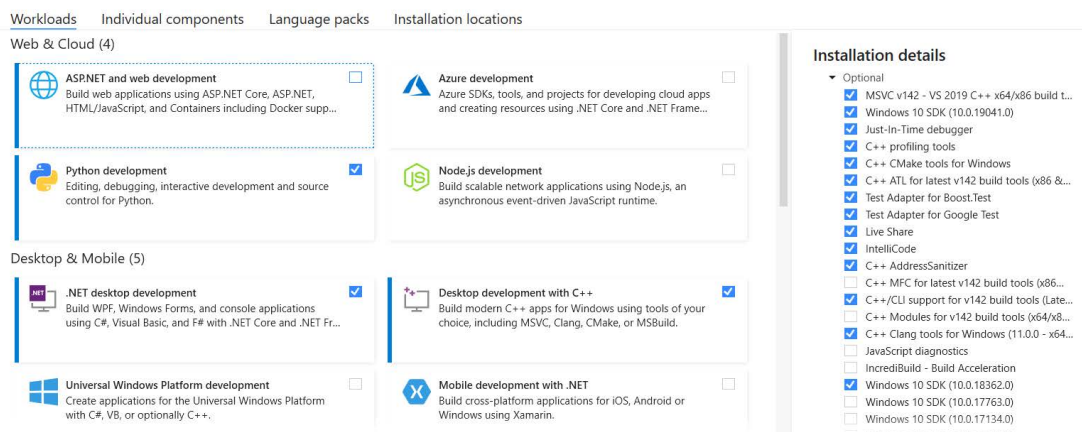 Workloads Individual components Language packs Installation locations
Web & Cloud (4)
ASP.NET and web development
Build web applications using ASP.NET Core, ASP.NET,
HTML/JavaScript, and Containers including Docker supp...
Azure development
Azure SDKs, tools, and projects for developing cloud apps
and creating resources using .NET Core and .NET Frame...
Python development
Editing, debugging, interactive development and source
control for Python.
JS
Node.js development
Build scalable network applications using Node.js, an
asynchronous event-driven JavaScript runtime.
Desktop & Mobile (5)
.NET
.NET desktop development
Build WPF, Windows Forms, and console applications
using C#, Visual Basic, and F# with .NET Core and .NET Fr...
Desktop development with C++
Build modern C++ apps for Windows using tools of your
choice, including MSVC, Clang, CMake, or MSBuild.
Universal Windows Platform development
Create applications for the Universal Windows Platform
with C#, VB, or optionally C++.
Mobile development with .NET
Build cross-platform applications for iOS, Android or
Windows using Xamarin.
Installation details
Optional
MSVC v142 - VS 2019 C++ x64/x86 build t...
Windows 10 SDK (10.0.19041.0)
Just-In-Time debugger
C++ profiling tools
C++ CMake tools for Windows
C++ ATL for latest v142 build tools (x86 &...
Test Adapter for Boost.Test
Test Adapter for Google Test
Live Share
IntelliCode
C++ AddressSanitizer
C++ MFC for latest v142 build tools (x86...
C++/CLI support for v142 build tools (Late...
C++ Modules for v142 build tools (x64/x8...
C++ Clang tools for Windows (11.0.0 - x64...
JavaScript diagnostics
IncrediBuild - Build Acceleration
Windows 10 SDK (10.0.18362.0)
Windows 10 SDK (10.0.17763.0)
Windows 10 SDK (10.0.17134.0)